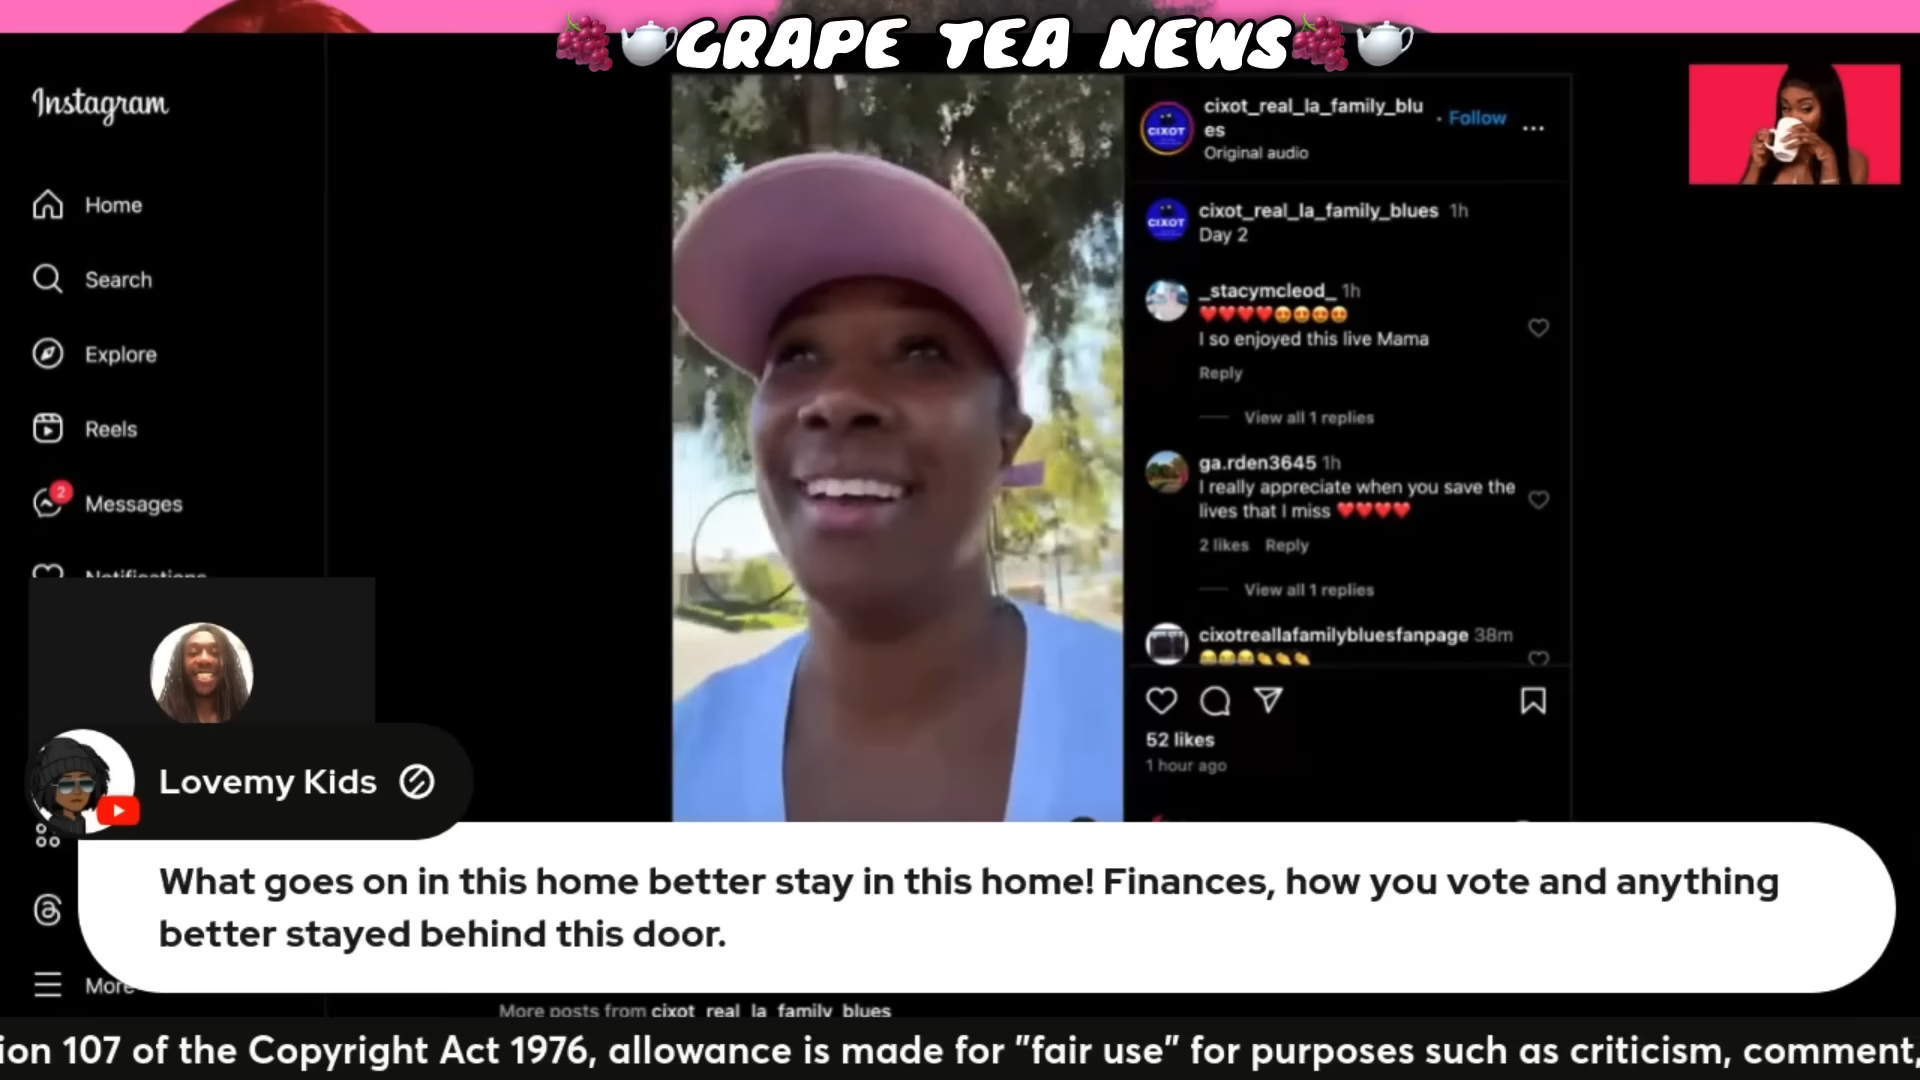 GRAPE TEA NEWS
Instagram
Home
Search
Explore
Reels
2
Messages
Notifications
More
CIXOT
cixot_real_la_family_blu
es
• Follow
Original audio
CIXOT
cixot_real_la_family_blues 1h
Day 2
_stacymcleod_ 1h
❤️❤️❤️❤️😍😍😍😍
I so enjoyed this live Mama
Reply
View all 1 replies
ga.rden3645 1h
I really appreciate when you save the
lives that I miss ❤️❤️❤️❤️
2 likes Reply
View all 1 replies
cixotreallafamilybluesfanpage 38m
😂😂😂👏👏👏
52 likes
1 hour ago
Lovemy Kids
What goes on in this home better stay in this home! Finances, how you vote and anything
better stayed behind this door.
More posts from cixot_real_la_family_blues
ion 107 of the Copyright Act 1976, allowance is made for "fair use" for purposes such as criticism, comment,